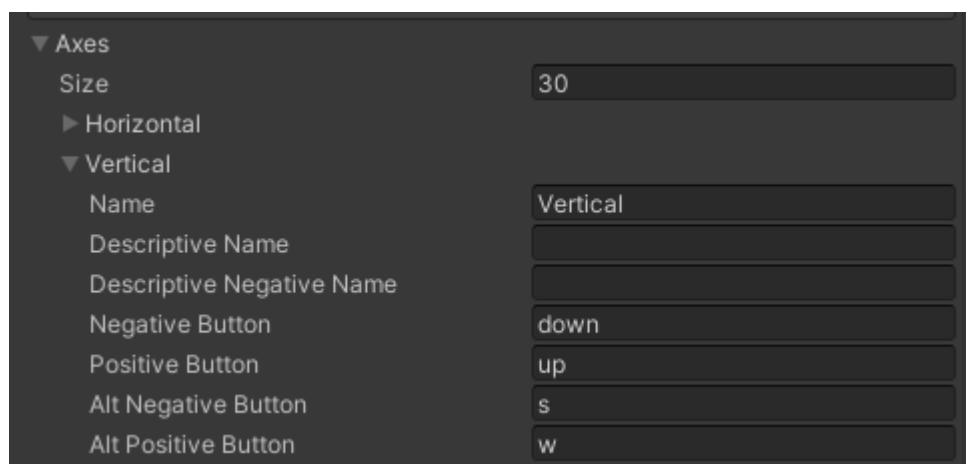 Axes
Size 30
Horizontal
Vertical
Name Vertical
Descriptive Name
Descriptive Negative Name
Negative Button down
Positive Button up
Alt Negative Button s
Alt Positive Button w